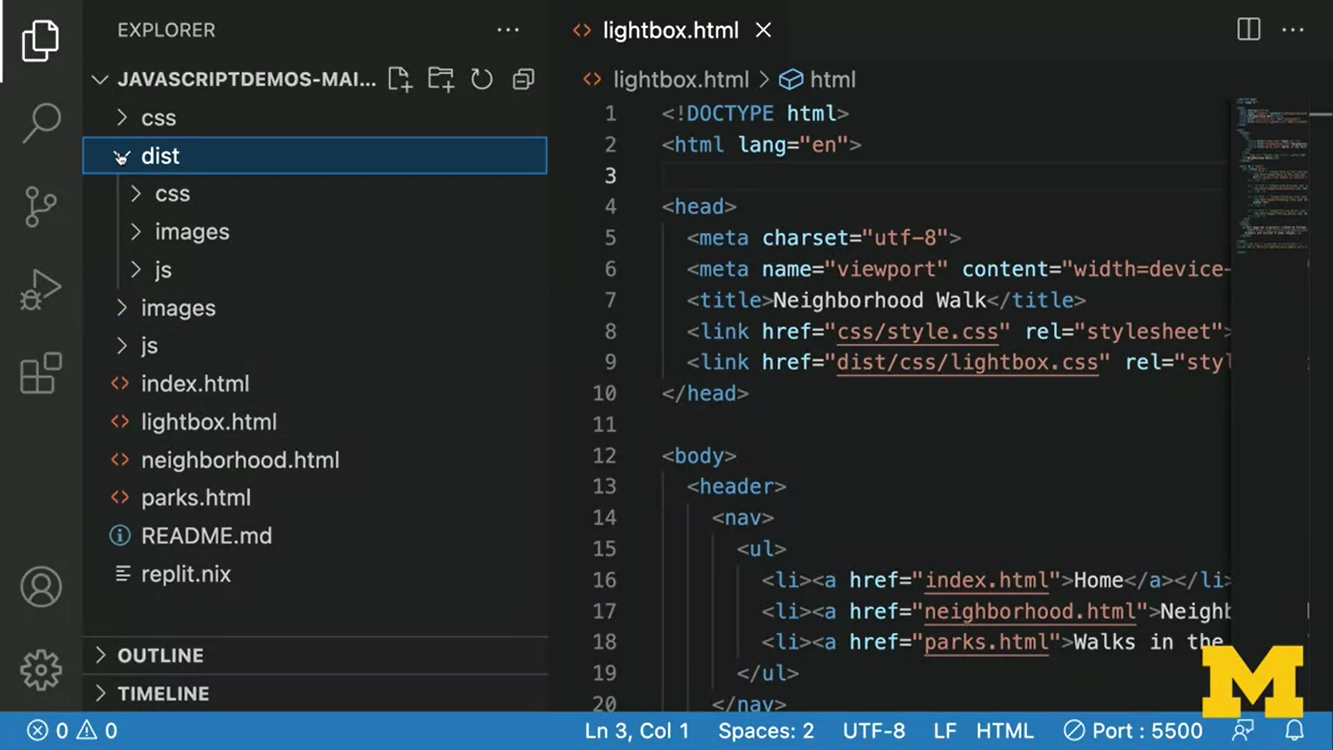 EXPLORER
JAVASCRIPTDEMOS-MAI...
css
dist
css
images
js
images
js
index.html
lightbox.html
neighborhood.html
parks.html
README.md
replit.nix
OUTLINE
TIMELINE
lightbox.html
lightbox.html > html
1 <!DOCTYPE html>
2 <html lang="en">
3
4 <head>
5 <meta charset="utf-8">
6 <meta name="viewport" content="width=device-
7 <title>Neighborhood Walk</title>
8 <link href="css/style.css" rel="stylesheet">
9 <link href="dist/css/lightbox.css" rel="styl
10 </head>
11
12 <body>
13 <header>
14 <nav>
15 <ul>
16 <li><a href="index.html">Home</a></li>
17 <li><a href="neighborhood.html">Neighb
18 <li><a href="parks.html">Walks in the
19 </ul>
20 </nav>
M
0 0
Ln 3, Col 1 Spaces: 2 UTF-8 LF HTML Port : 5500